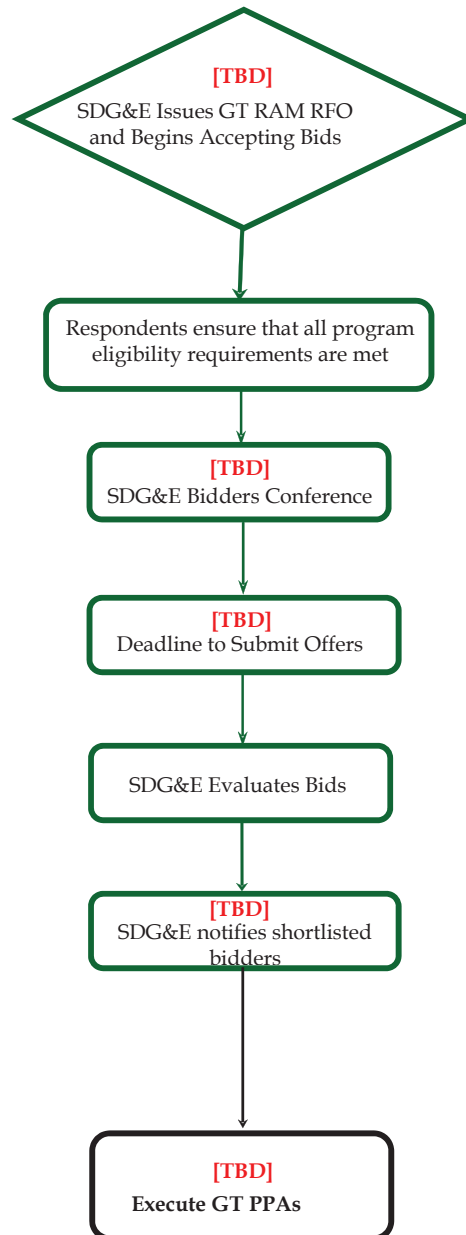 [TBD]
SDG&E Issues GT RAM RFO
and Begins Accepting Bids
Respondents ensure that all program
eligibility requirements are met
[TBD]
SDG&E Bidders Conference
[TBD]
Deadline to Submit Offers
SDG&E Evaluates Bids
[TBD]
SDG&E notifies shortlisted
bidders
[TBD]
Execute GT PPAs